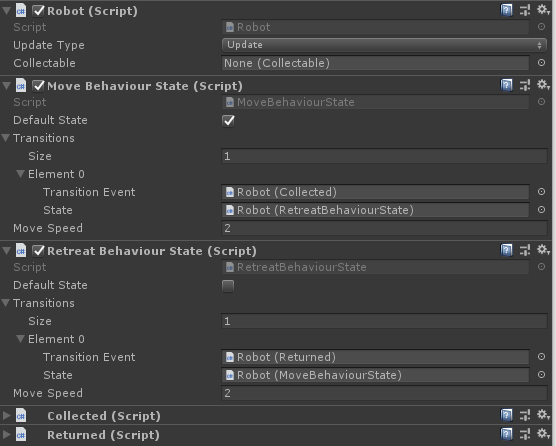 Robot (Script)
Script Robot
Update Type Update
Collectable None (Collectable)
Move Behaviour State (Script)
Script MoveBehaviourState
Default State
Transitions
Size 1
Element 0
Transition Event Robot (Collected)
State Robot (RetreatBehaviourState)
Move Speed 2
Retreat Behaviour State (Script)
Script RetreatBehaviourState
Default State
Transitions
Size 1
Element 0
Transition Event Robot (Returned)
State Robot (MoveBehaviourState)
Move Speed 2
Collected (Script)
Returned (Script)